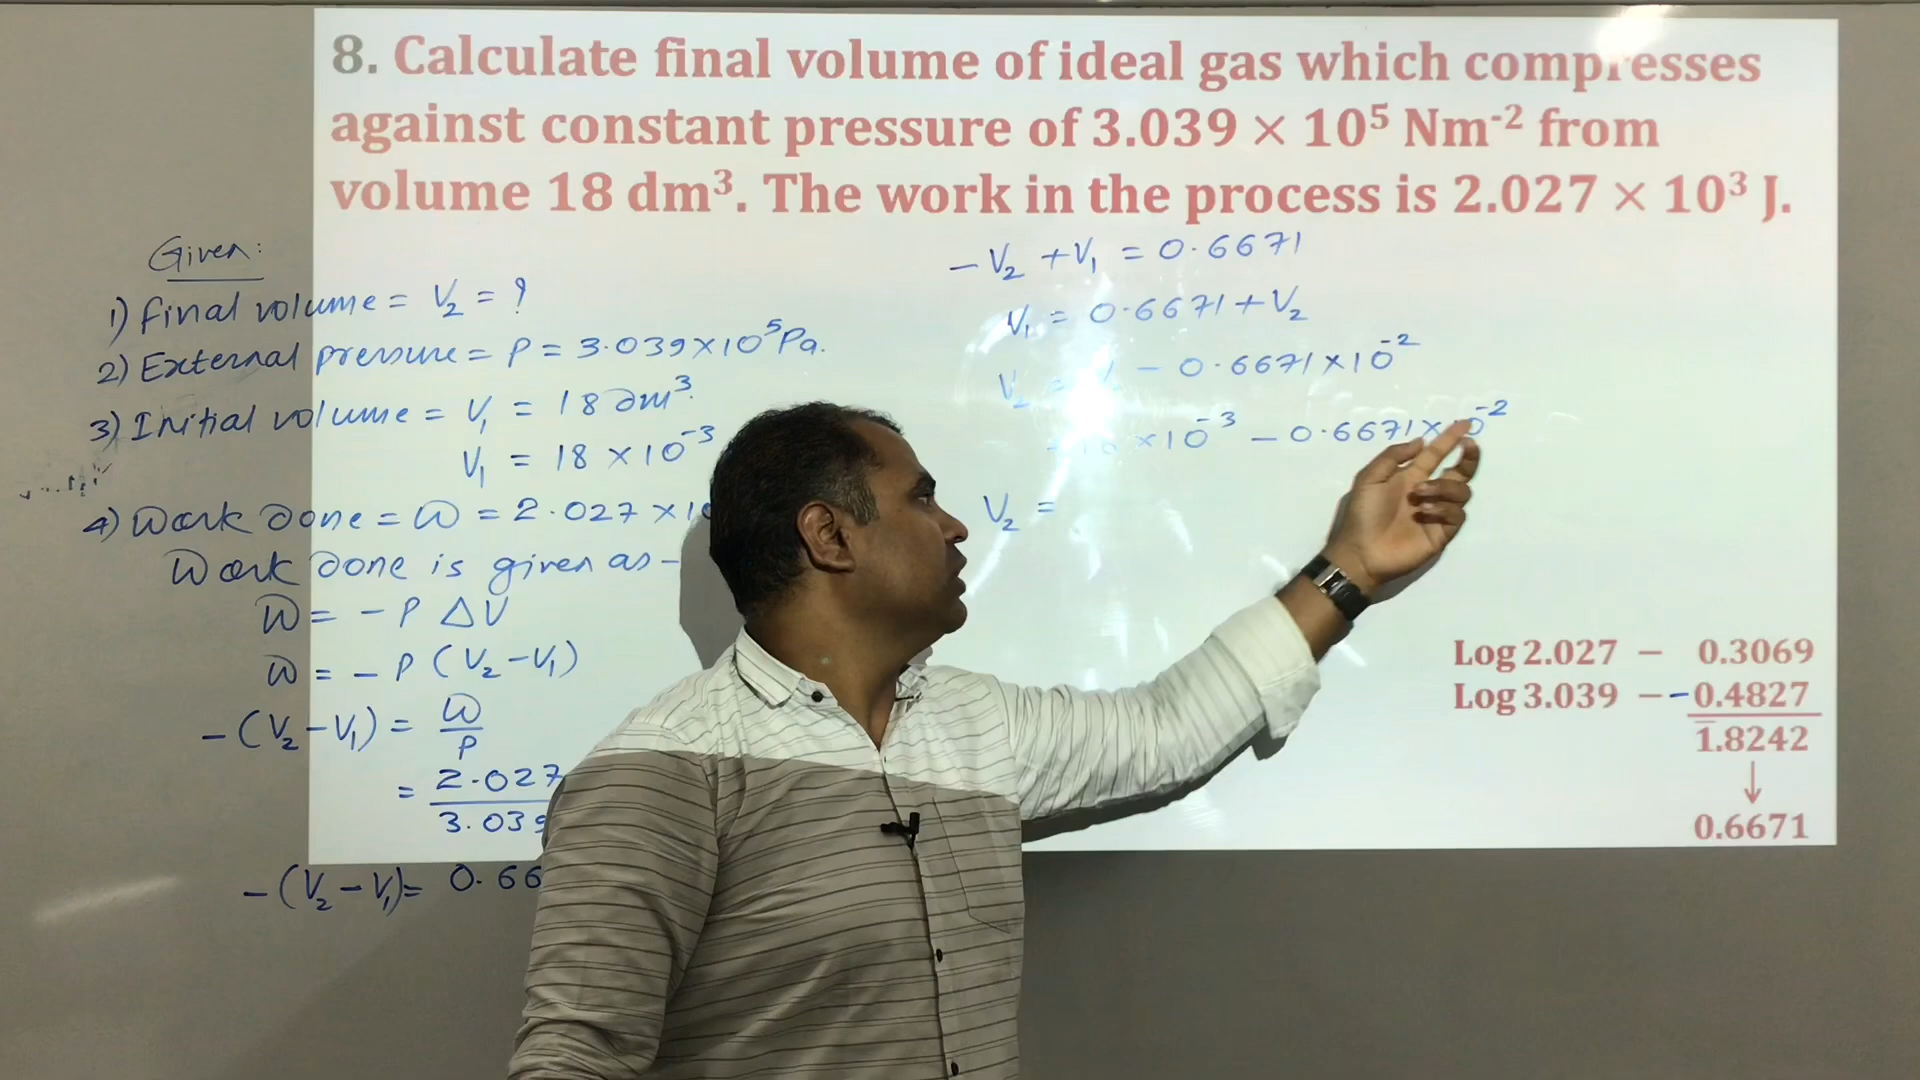 8. Calculate final volume of ideal gas which compresses
against constant pressure of 3.039 × 10⁵ Nm⁻² from
volume 18 dm³. The work in the process is 2.027 × 10³ J.
Given:
1) Final volume = V₂ = ?
2) External pressure = P = 3.039×10⁵ Pa.
3) Initial volume = V₁ = 18 dm³.
V₁ = 18 ×10⁻³
4) Work done = W = 2.027 ×10
Work done is given as -
W = - P ΔV
W = - P (V₂-V₁)
-(V₂-V₁) = W/P
= 2.027
3.039
-(V₂-V₁)= 0.66
-V₂ +V₁ = 0.6671
V₁ = 0.6671+V₂
V₂ = - 0.6671×10⁻²
×10⁻³ - 0.6671×10⁻²
V₂ =
Log 2.027 - 0.3069
Log 3.039 - -0.4827
1̅.8242
↓
0.6671